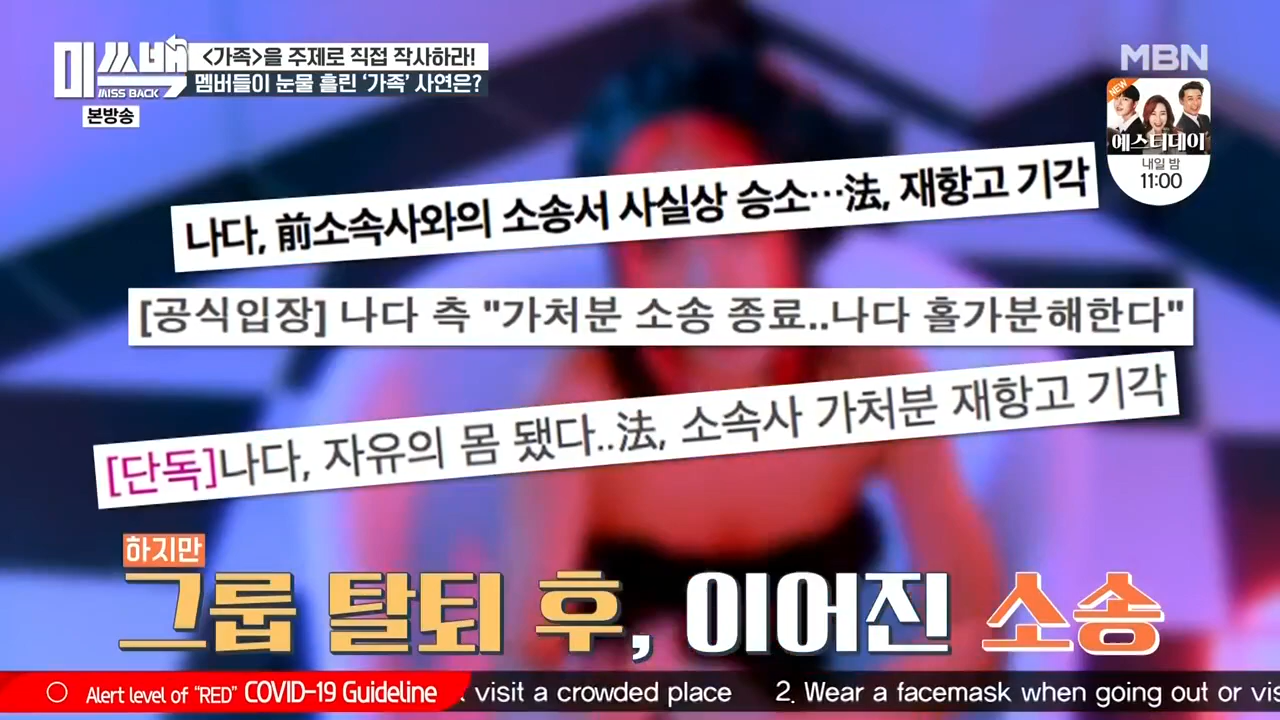 미쓰백
MISS BACK
본방송
<가족>을 주제로 직접 작사하라!
멤버들이 눈물 흘린 '가족' 사연은?
MBN
NEW
에스터데이
내일 밤
11:00
나다, 前소속사와의 소송서 사실상 승소…法, 재항고 기각
[공식입장] 나다 측 "가처분 소송 종료..나다 홀가분해한다"
[단독]나다, 자유의 몸 됐다..法, 소속사 가처분 재항고 기각
하지만
그룹 탈퇴 후, 이어진 소송
Alert level of "RED" COVID-19 Guideline
visit a crowded place 2. Wear a facemask when going out or vis